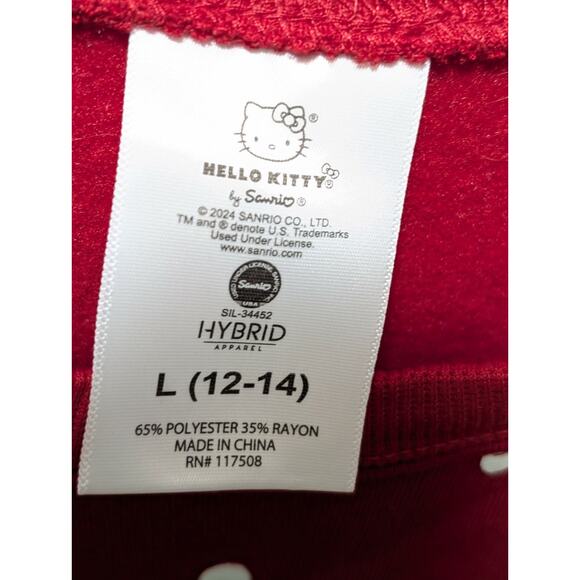 ®
HELLO KITTY®
by Sanrio®
© 2024 SANRIO CO., LTD.
TM and ® denote U.S. Trademarks
Used Under License.
www.sanrio.com
Sanrio
USA
SIL-34452
HYBRID
APPAREL
L (12-14)
65% POLYESTER 35% RAYON
MADE IN CHINA
RN# 117508